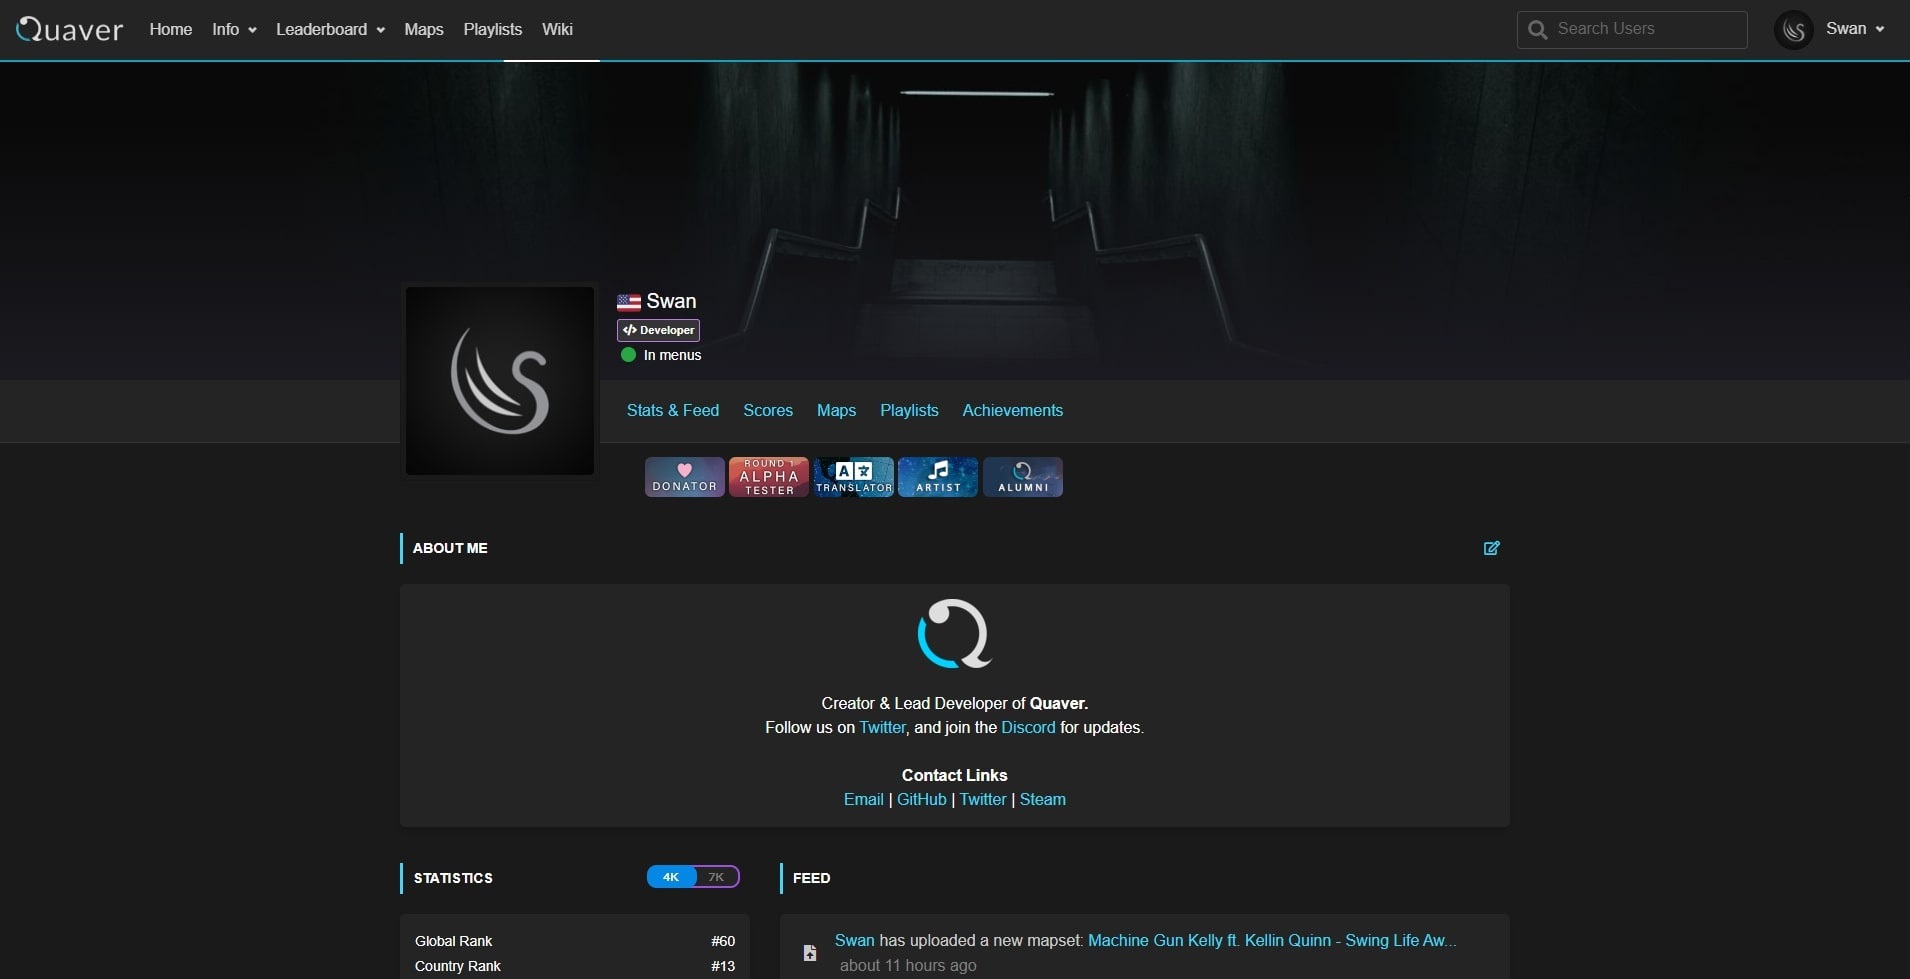 Quaver Home Info Leaderboard Maps Playlists Wiki Search Users Swan
Swan
Developer
In menus
Stats & Feed Scores Maps Playlists Achievements
DONATOR
ROUND 1
ALPHA
TESTER
TRANSLATOR
ARTIST
ALUMNI
ABOUT ME
Creator & Lead Developer of Quaver.
Follow us on Twitter, and join the Discord for updates.
Contact Links
Email | GitHub | Twitter | Steam
STATISTICS 4K 7K
Global Rank #60
Country Rank #13
FEED
Swan has uploaded a new mapset: Machine Gun Kelly ft. Kellin Quinn - Swing Life Aw...
about 11 hours ago